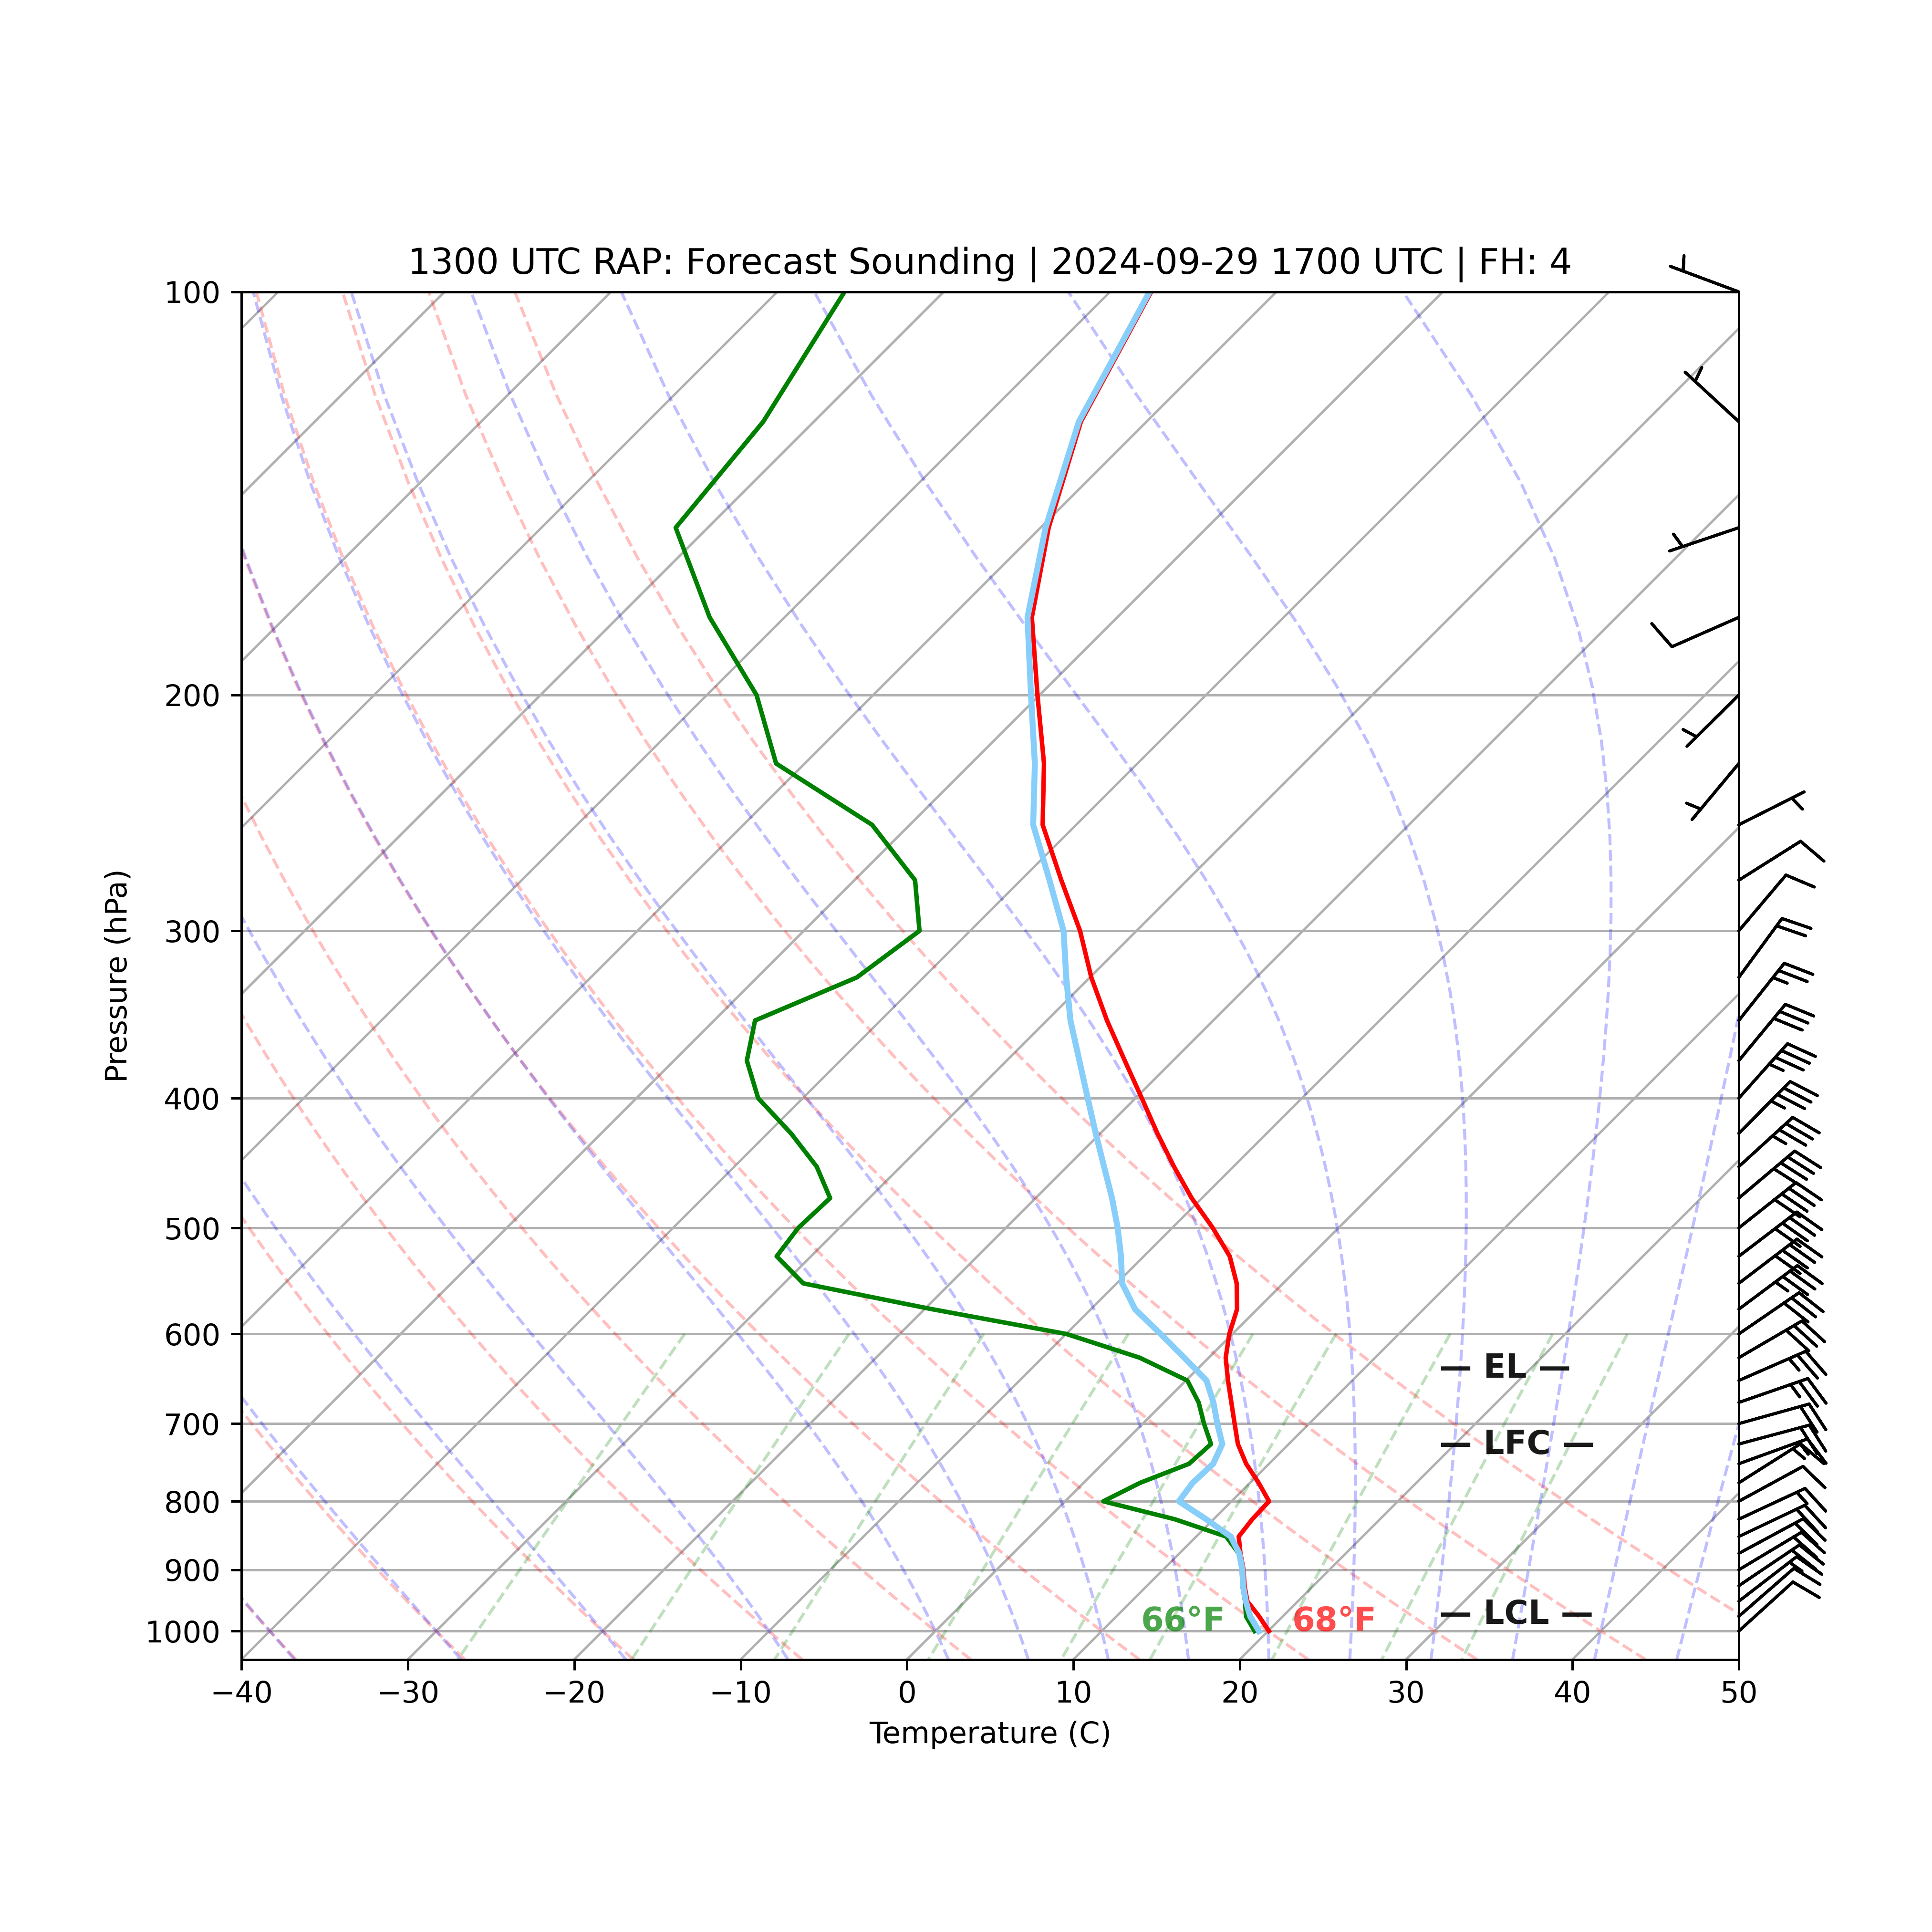 1300 UTC RAP: Forecast Sounding | 2024-09-29 1700 UTC | FH: 4
100
200
300
400
500
600
700
800
900
1000
Pressure (hPa)
— EL —
— LFC —
— LCL —
66°F
68°F
−40 −30 −20 −10 0 10 20 30 40 50
Temperature (C)